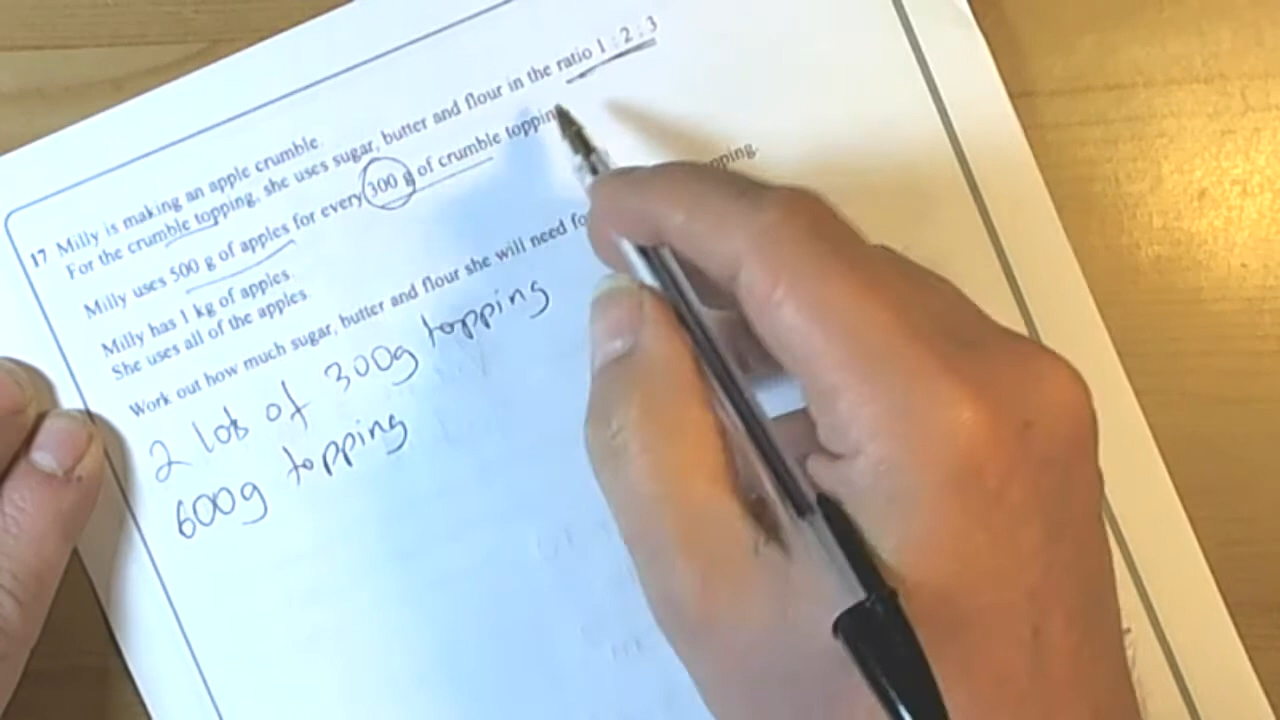 17 Milly is making an apple crumble.
For the crumble topping, she uses sugar, butter and flour in the ratio 1 : 2 : 3
Milly uses 500 g of apples for every 300 g of crumble
Milly has 1 kg of apples.
She uses all of the apples.
Work out how much sugar, butter and flour she will need
2 lots of 300g topping
600g topping